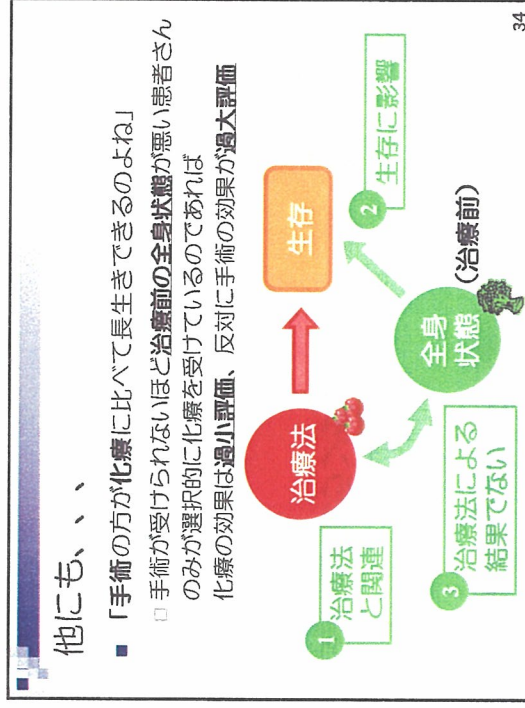 他にも、、、
■ 「手術の方が化療に比べて長生きできるのよね」
□ 手術が受けられないほど治療前の全身状態が悪い患者さん
のみが選択的に化療を受けているのであれば
化療の効果は過小評価、反対に手術の効果が過大評価
1 治療法
と関連
治療法
生存
2 生存に影響
3 治療法による
結果でない
全身
状態
(治療前)
34